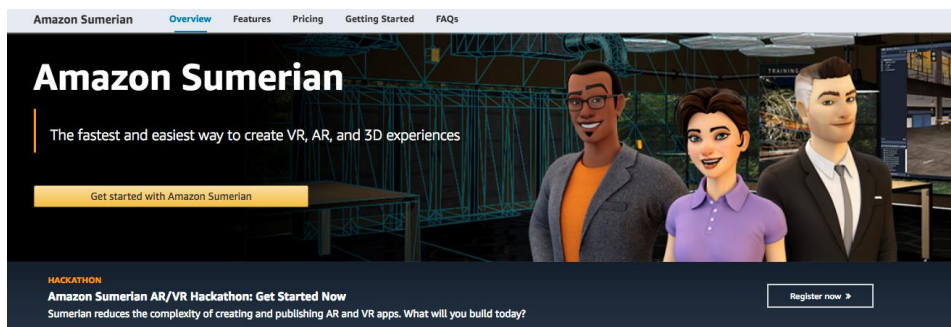 Amazon Sumerian Overview Features Pricing Getting Started FAQs
Amazon Sumerian
TRAINING
The fastest and easiest way to create VR, AR, and 3D experiences
Get started with Amazon Sumerian
HACKATHON
Amazon Sumerian AR/VR Hackathon: Get Started Now
Register now »
Sumerian reduces the complexity of creating and publishing AR and VR apps. What will you build today?